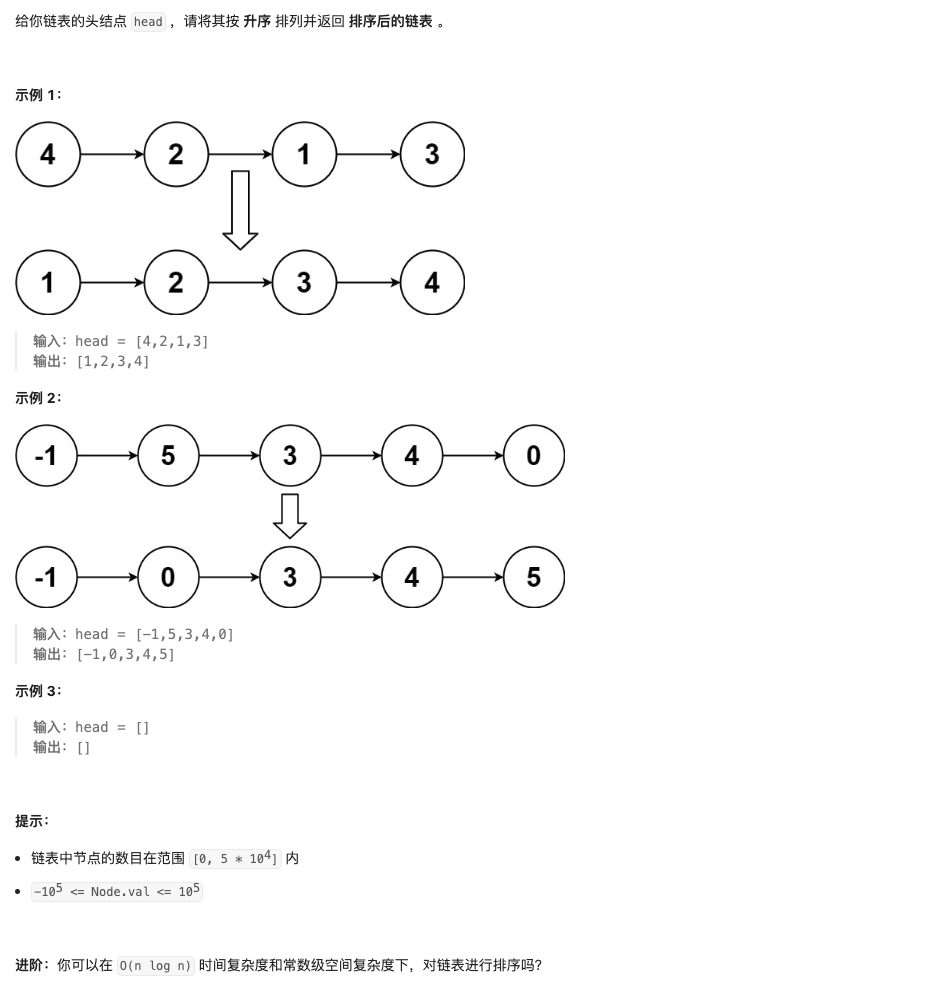 给你链表的头结点 head ，请将其按 升序 排列并返回 排序后的链表 。
示例 1：
4 2 1 3
1 2 3 4
输入：head = [4,2,1,3]
输出：[1,2,3,4]
示例 2：
-1 5 3 4 0
-1 0 3 4 5
输入：head = [-1,5,3,4,0]
输出：[-1,0,3,4,5]
示例 3：
输入：head = []
输出：[]
提示：
• 链表中节点的数目在范围 [0, 5 * 10⁴] 内
• -10⁵ <= Node.val <= 10⁵
进阶：你可以在 O(n log n) 时间复杂度和常数级空间复杂度下，对链表进行排序吗？